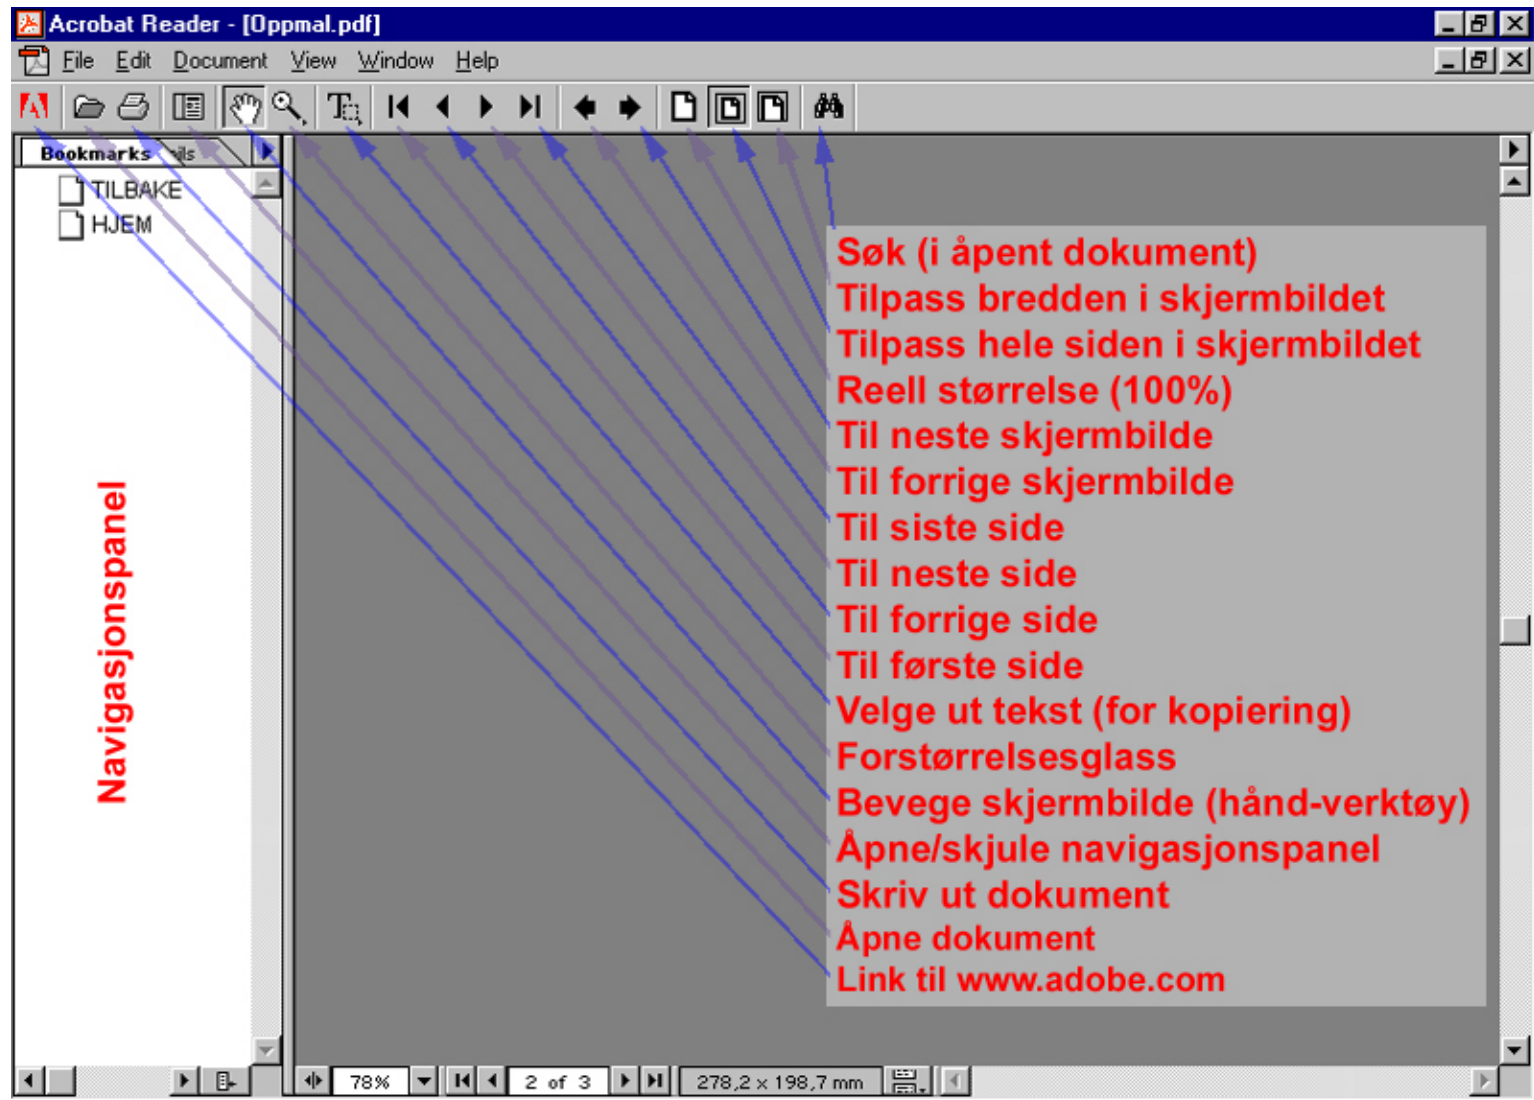 Acrobat Reader - [Oppmal.pdf]
File Edit Document View Window Help
Bookmarks ils
TILBAKE
HJEM
Navigasjonspanel
Søk (i åpent dokument)
Tilpass bredden i skjermbildet
Tilpass hele siden i skjermbildet
Reell størrelse (100%)
Til neste skjermbilde
Til forrige skjermbilde
Til siste side
Til neste side
Til forrige side
Til første side
Velge ut tekst (for kopiering)
Forstørrelsesglass
Bevege skjermbilde (hånd-verktøy)
Åpne/skjule navigasjonspanel
Skriv ut dokument
Åpne dokument
Link til www.adobe.com
78% 2 of 3 278,2 x 198,7 mm